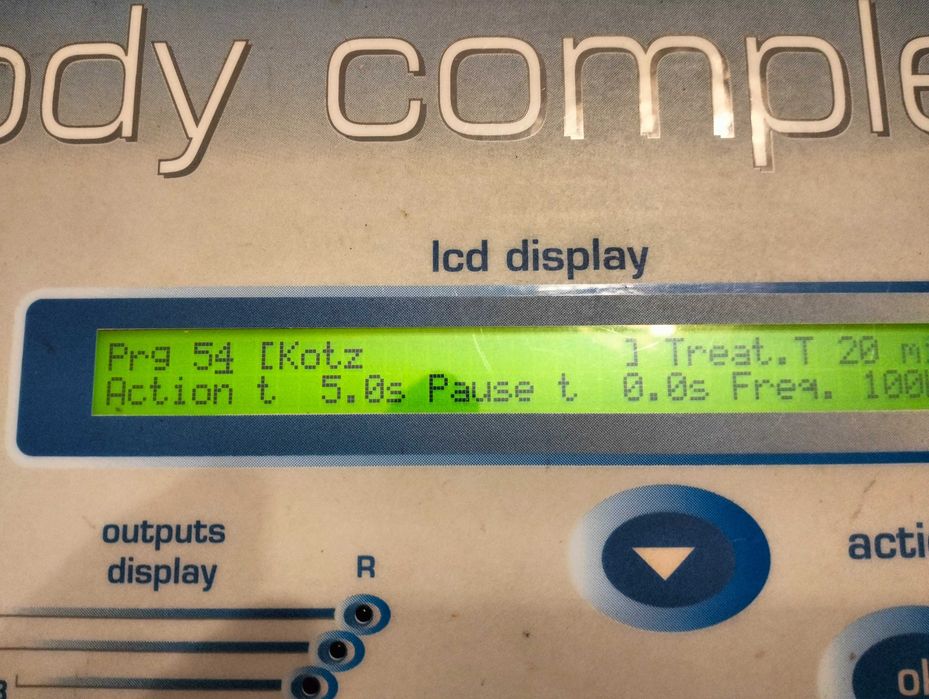 body comple
lcd display
Prg 54 [Kotz ] Treat.T 20 mi
Action t 5.0s Pause t 0.0s Freq. 100
outputs
display
R
acti